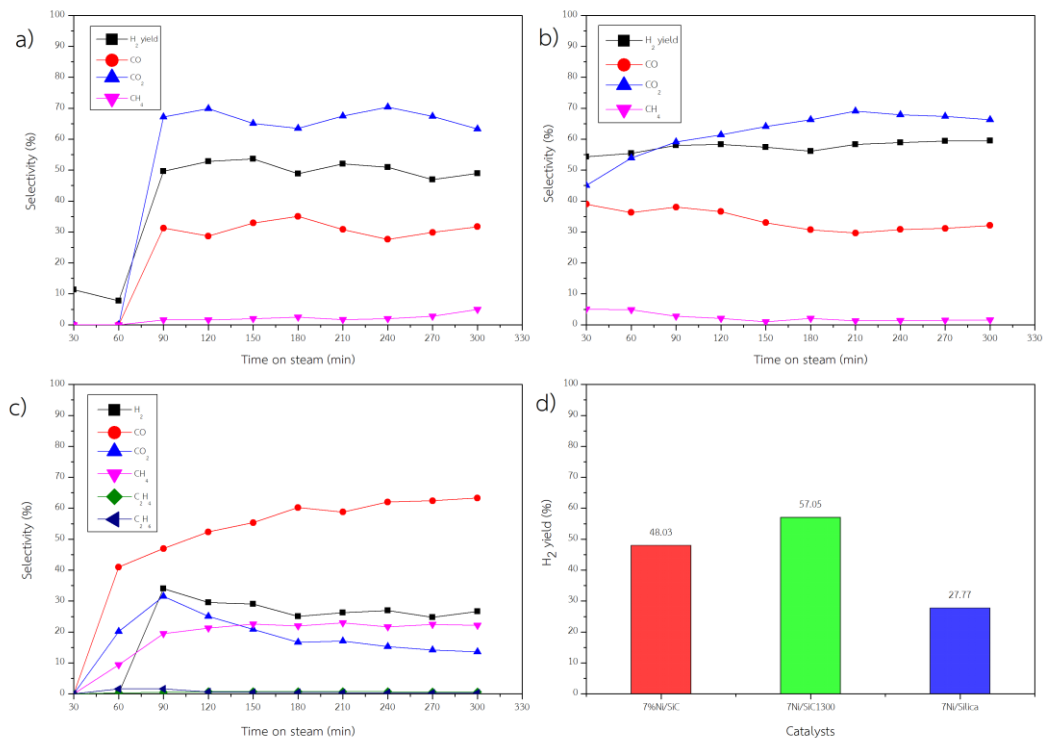 a)
H2 yield
CO
CO2
CH4
100
90
80
70
60
50
40
30
20
10
0
Selectivity (%)
30 60 90 120 150 180 210 240 270 300 330
Time on steam (min)
b)
H2 yield
CO
CO2
CH4
100
90
80
70
60
50
40
30
20
10
0
Selectivity (%)
30 60 90 120 150 180 210 240 270 300 330
Time on steam (min)
c)
H2
CO
CO2
CH4
C2H4
C2H4
100
90
80
70
60
50
40
30
20
10
0
Selectivity (%)
30 60 90 120 150 180 210 240 270 300 330
Time on steam (min)
d)
100
90
80
70
60
50
40
30
20
10
0
H2 yield (%)
48.03
57.05
27.77
7%Ni/SiC 7Ni/SiC1300 7Ni/Silica
Catalysts